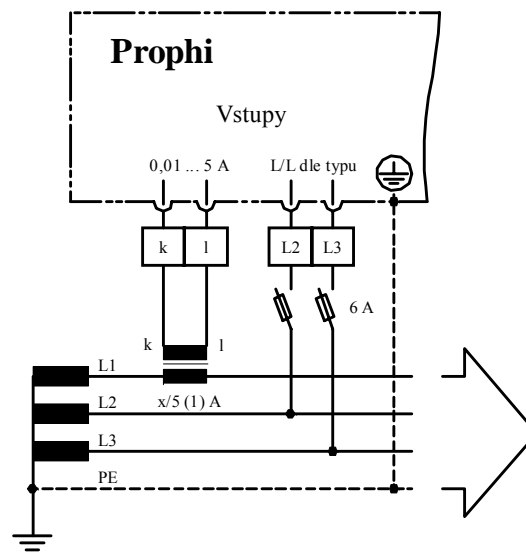 Prophi
Vstupy
0,01 ... 5 A
L/L dle typu
k
l
L2
L3
6 A
k
l
L1
x/5 (1) A
L2
L3
PE